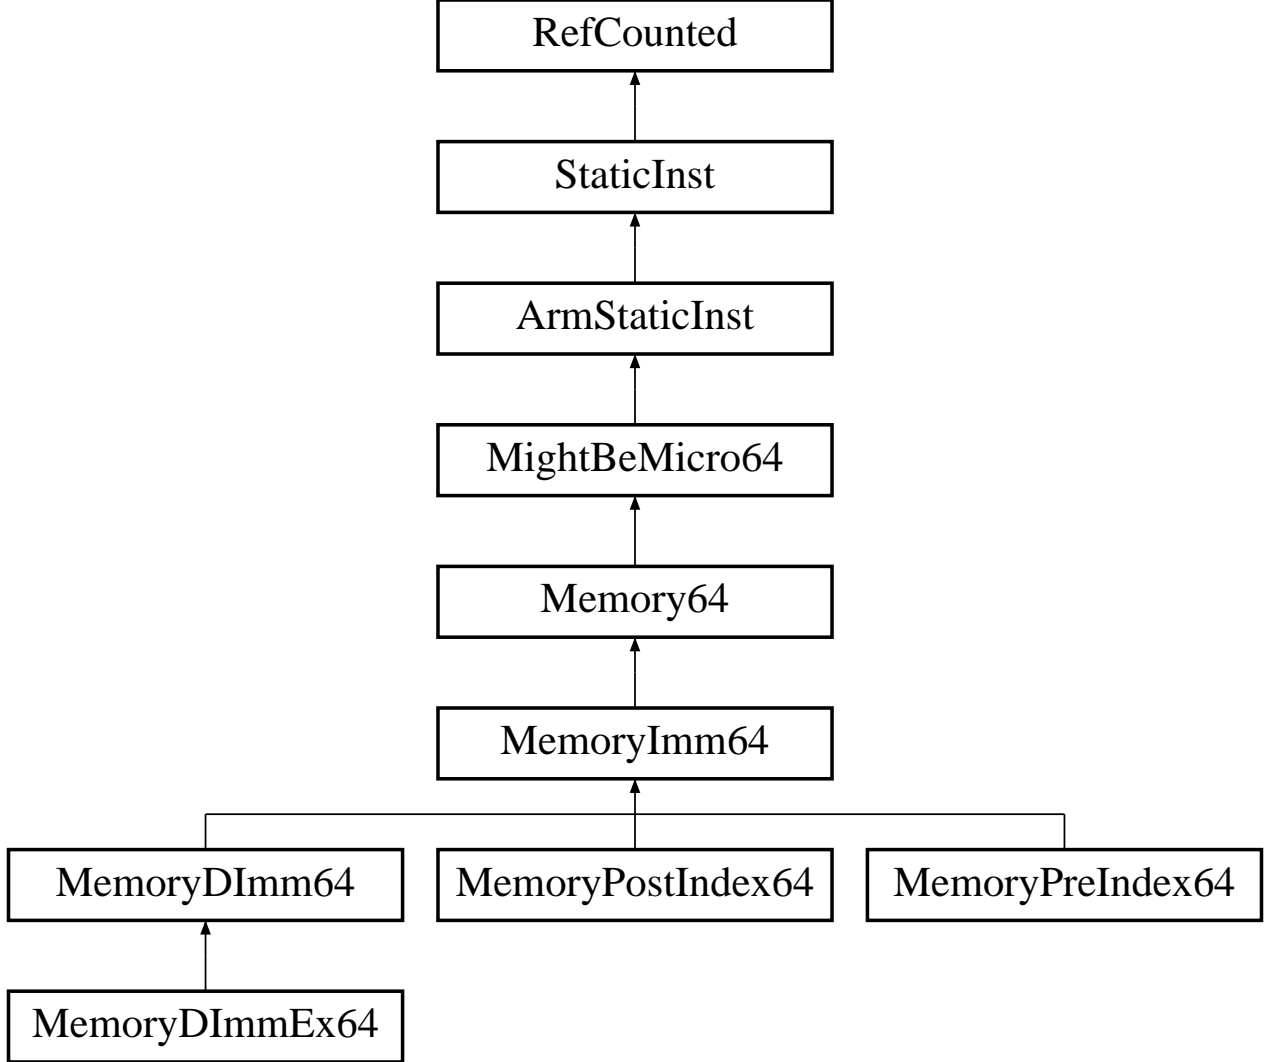 RefCounted
StaticInst
ArmStaticInst
MightBeMicro64
Memory64
MemoryImm64
MemoryDImm64
MemoryPostIndex64
MemoryPreIndex64
MemoryDImmEx64